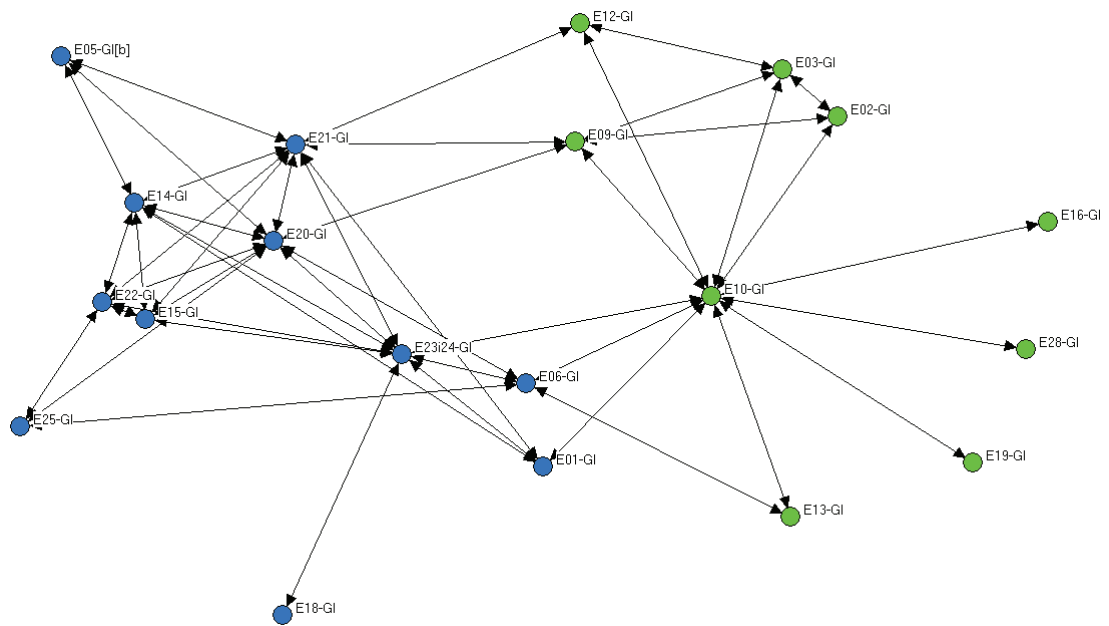 E12-GI
E05-GI[b]
E03-GI
E02-GI
E21-GI
E09-GI
E14-GI
E16-GI
E20-GI
E10-GI
E22-GI
E15-GI
E28-GI
E23i24-GI
E06-GI
E25-GI
E01-GI
E19-GI
E13-GI
E18-GI